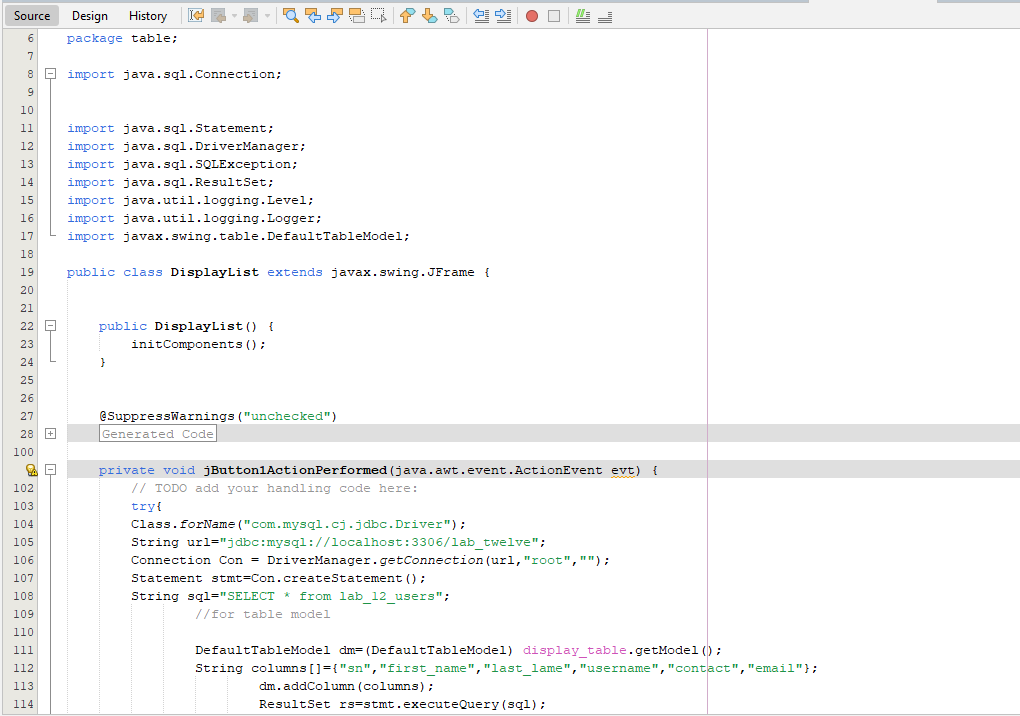 Source Design History
6 package table;
7
8 import java.sql.Connection;
9
10
11 import java.sql.Statement;
12 import java.sql.DriverManager;
13 import java.sql.SQLException;
14 import java.sql.ResultSet;
15 import java.util.logging.Level;
16 import java.util.logging.Logger;
17 import javax.swing.table.DefaultTableModel;
18
19 public class DisplayList extends javax.swing.JFrame {
20
21
22 public DisplayList() {
23 initComponents();
24 }
25
26
27 @SuppressWarnings("unchecked")
28 Generated Code
100
private void jButton1ActionPerformed(java.awt.event.ActionEvent evt) {
102 // TODO add your handling code here:
103 try{
104 Class.forName("com.mysql.cj.jdbc.Driver");
105 String url="jdbc:mysql://localhost:3306/lab_twelve";
106 Connection Con = DriverManager.getConnection(url,"root","");
107 Statement stmt=Con.createStatement();
108 String sql="SELECT * from lab_12_users";
109 //for table model
110
111 DefaultTableModel dm=(DefaultTableModel) display_table.getModel();
112 String columns[]={"sn","first_name","last_lame","username","contact","email"};
113 dm.addColumn(columns);
114 ResultSet rs=stmt.executeQuery(sql);